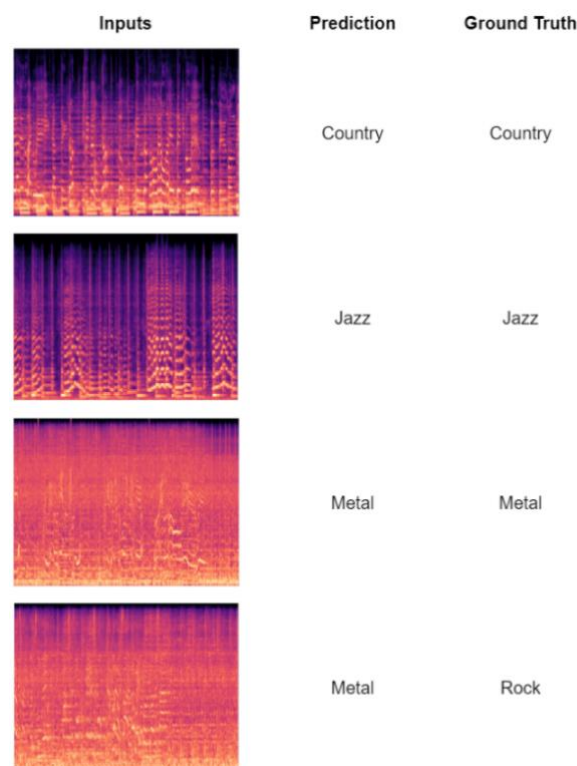 Inputs Prediction Ground Truth
Country Country
Jazz Jazz
Metal Metal
Metal Rock